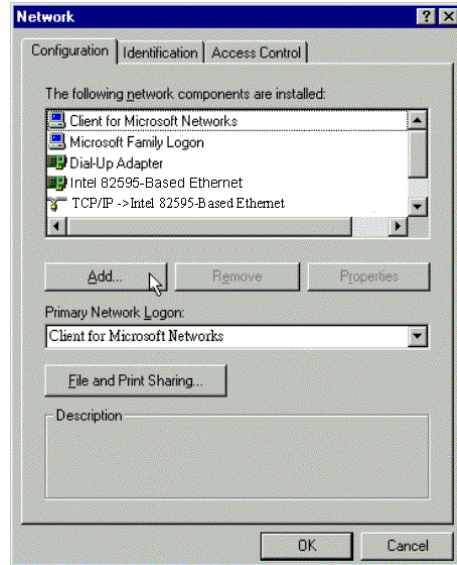 Network
Configuration Identification Access Control
The following network components are installed:
Client for Microsoft Networks
Microsoft Family Logon
Dial-Up Adapter
Intel 82595-Based Ethernet
TCP/IP ->Intel 82595-Based Ethernet
Add... Remove Properties
Primary Network Logon:
Client for Microsoft Networks
File and Print Sharing...
Description
OK Cancel